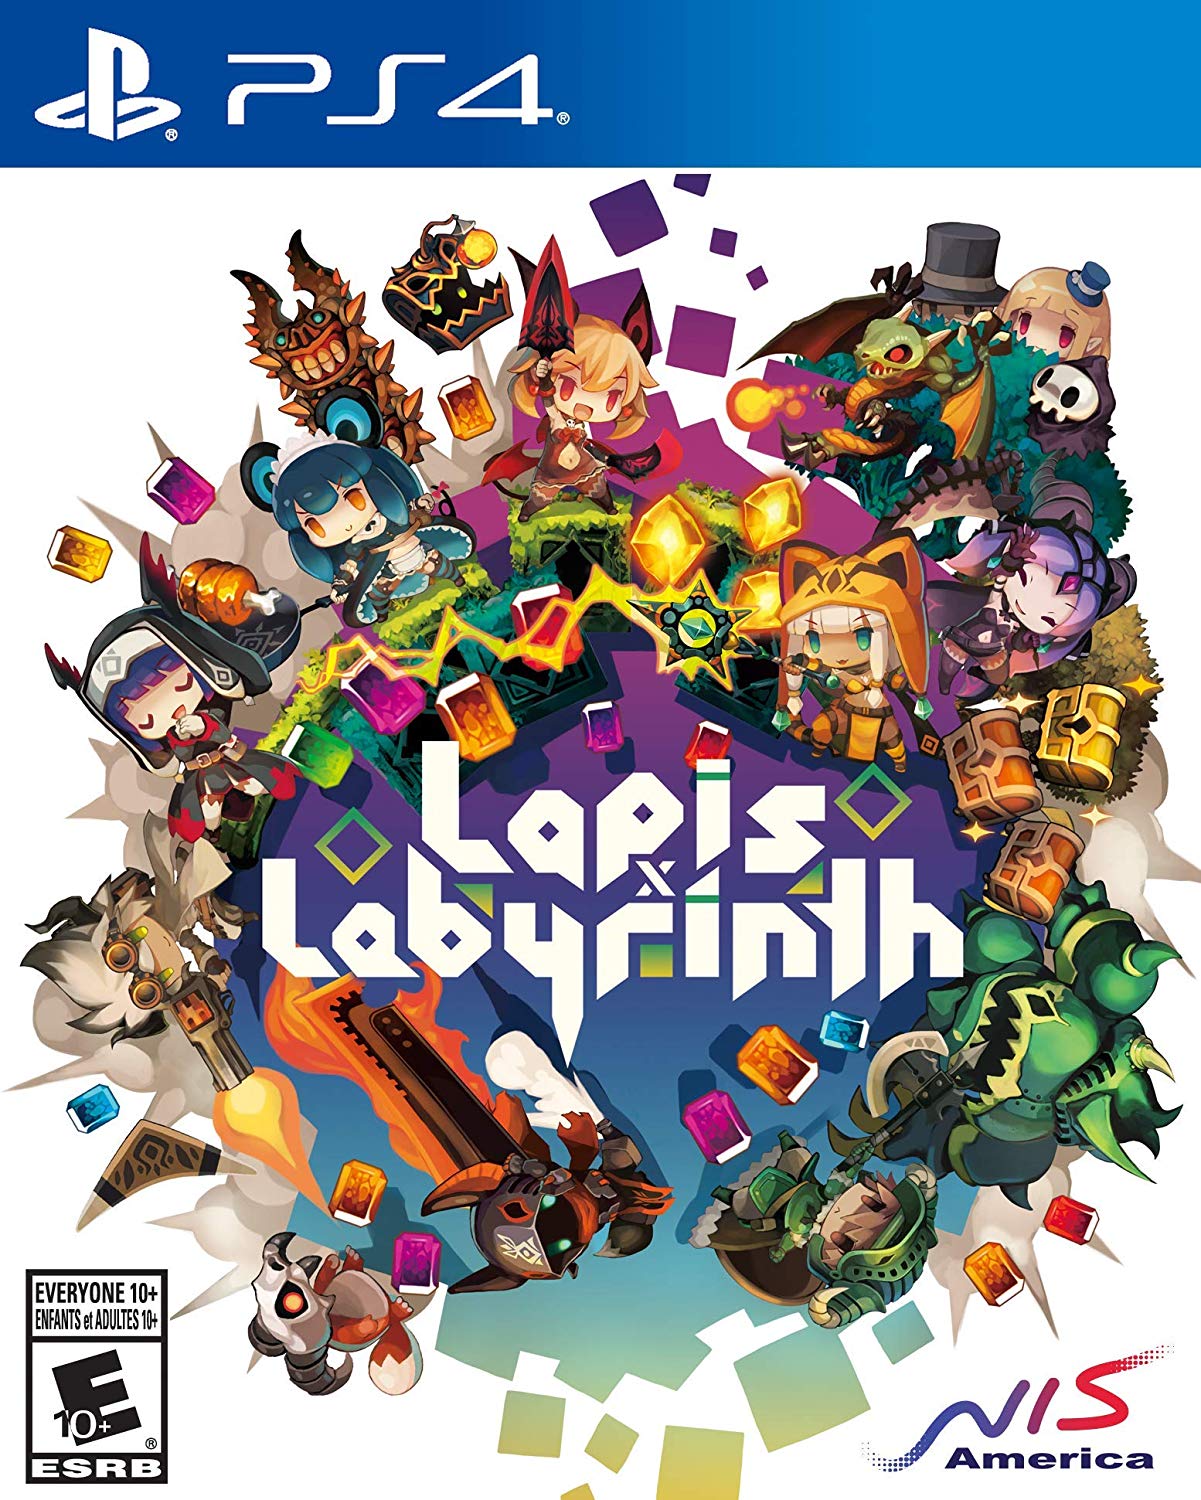 PS4®
Lapis
x
Labyrinth
EVERYONE 10+
ENFANTS et ADULTES 10+
E
10+
®
ESRB
NIS
America